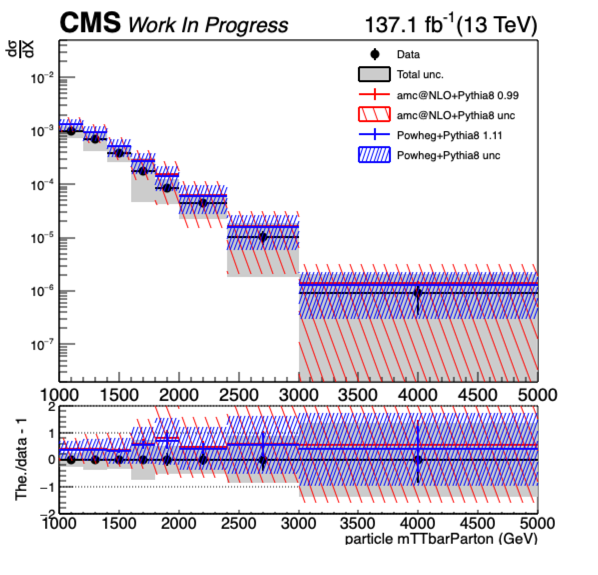 CMS Work In Progress 137.1 fb-1(13 TeV)
dσ
dX
Data
Total unc.
amc@NLO+Pythia8 0.99
amc@NLO+Pythia8 unc
Powheg+Pythia8 1.11
Powheg+Pythia8 unc
10−2
10−3
10−4
10−5
10−6
10−7
1000 1500 2000 2500 3000 3500 4000 4500 5000
The./data - 1
2
1
0
−1
−2
1000 1500 2000 2500 3000 3500 4000 4500 5000
particle mTTbarParton (GeV)